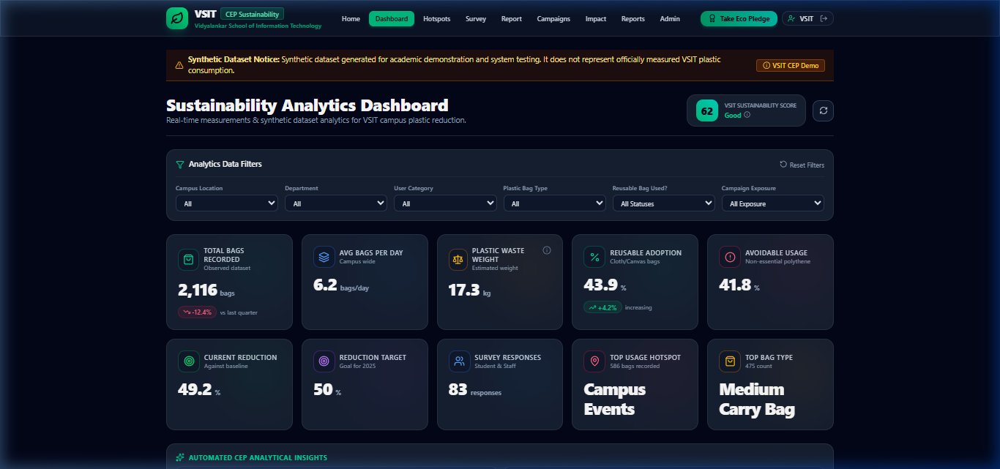 VSIT CEP Sustainability
Vidyalankar School of Information Technology
Home Dashboard Hotspots Survey Report Campaigns Impact Reports Admin
Take Eco Pledge VSIT
Synthetic Dataset Notice: Synthetic dataset generated for academic demonstration and system testing. It does not represent officially measured VSIT plastic
consumption.
VSIT CEP Demo
Sustainability Analytics Dashboard
Real-time measurements & synthetic dataset analytics for VSIT campus plastic reduction.
62
VSIT SUSTAINABILITY SCORE
Good
Analytics Data Filters
Reset Filters
Campus Location Department User Category Plastic Bag Type Reusable Bag Used? Campaign Exposure
All All All All All Statuses All Exposure
TOTAL BAGS
RECORDED
Observed dataset
2,116 bags
-12.4% vs last quarter
AVG BAGS PER DAY
Campus wide
6.2 bags/day
PLASTIC WASTE
WEIGHT
Estimated weight
17.3 kg
REUSABLE ADOPTION
Cloth/Canvas bags
43.9 %
+4.2% increasing
AVOIDABLE USAGE
Non-essential polythene
41.8 %
CURRENT REDUCTION
Against baseline
49.2 %
REDUCTION TARGET
Goal for 2025
50 %
SURVEY RESPONSES
Student & Staff
83 responses
TOP USAGE HOTSPOT
586 bags recorded
Campus
Events
TOP BAG TYPE
475 count
Medium
Carry Bag
AUTOMATED CEP ANALYTICAL INSIGHTS